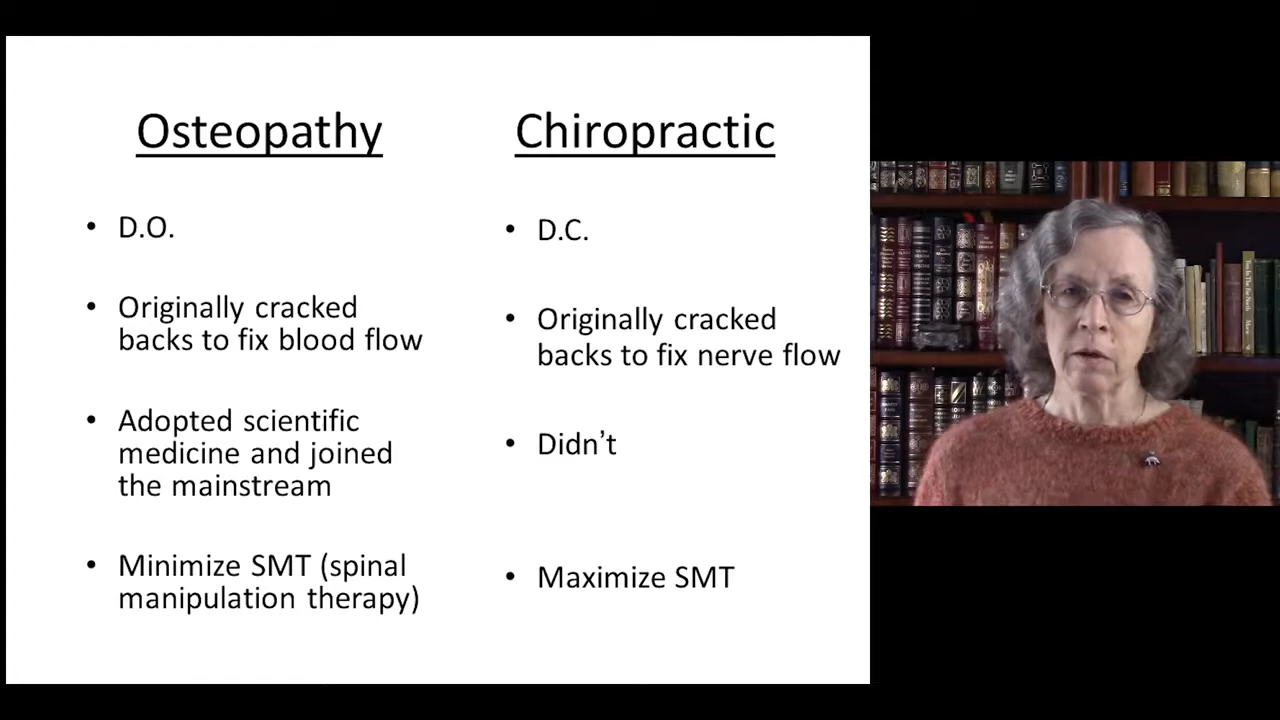 Osteopathy
• D.O.
• Originally cracked
backs to fix blood flow
• Adopted scientific
medicine and joined
the mainstream
• Minimize SMT (spinal
manipulation therapy)
Chiropractic
• D.C.
• Originally cracked
backs to fix nerve flow
• Didn’t
• Maximize SMT